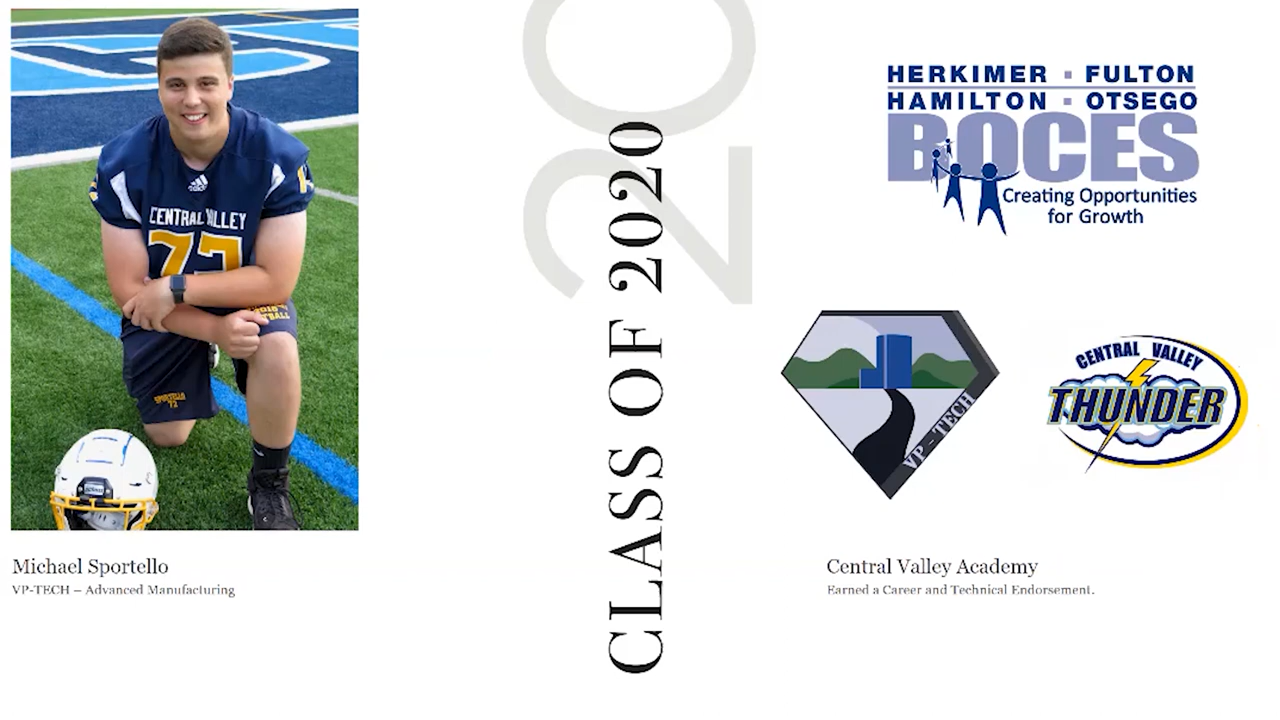 CENTRAL VALLEY
72
Michael Sportello
VP-TECH – Advanced Manufacturing
20
20
CLASS OF 2020
HERKIMER ▪ FULTON
HAMILTON ▪ OTSEGO
BOCES
Creating Opportunities
for Growth
VP - TECH
CENTRAL VALLEY
THUNDER
Central Valley Academy
Earned a Career and Technical Endorsement.